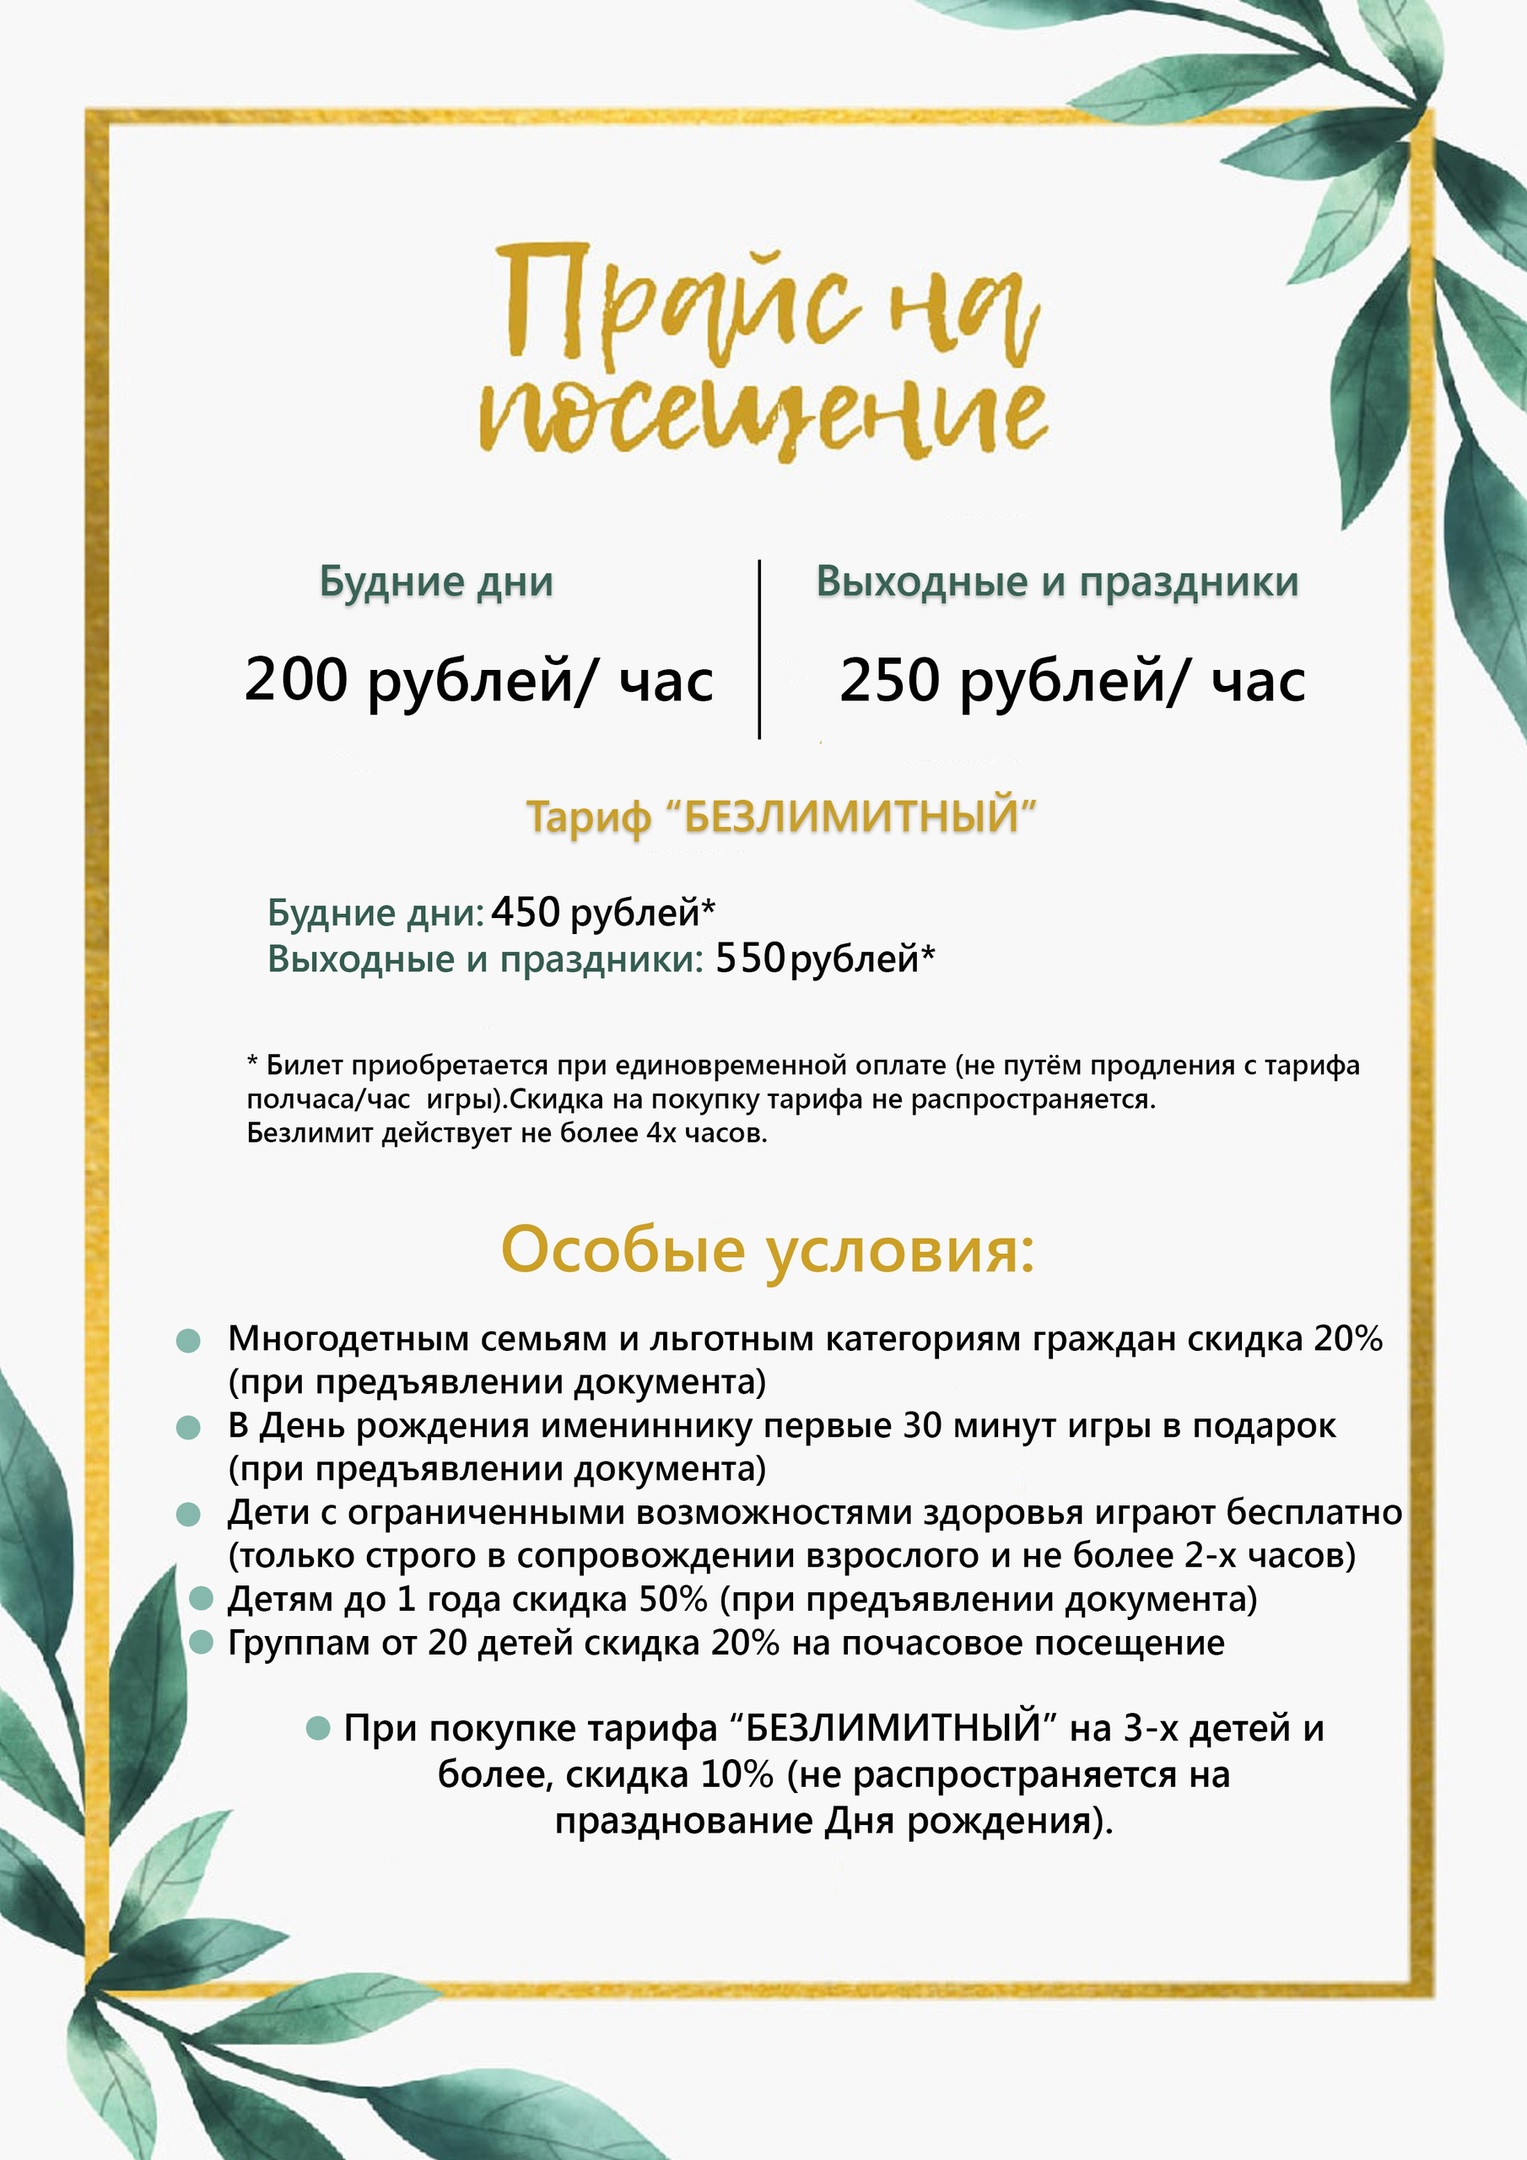 Прайс на
посещение
Будние дни
200 рублей/ час
Выходные и праздники
250 рублей/ час
Тариф “БЕЗЛИМИТНЫЙ”
Будние дни: 450 рублей*
Выходные и праздники: 550рублей*
* Билет приобретается при единовременной оплате (не путём продления с тарифа
полчаса/час  игры).Скидка на покупку тарифа не распространяется.
Безлимит действует не более 4х часов.
Особые условия:
Многодетным семьям и льготным категориям граждан скидка 20%
(при предъявлении документа)
В День рождения имениннику первые 30 минут игры в подарок
(при предъявлении документа)
Дети с ограниченными возможностями здоровья играют бесплатно
(только строго в сопровождении взрослого и не более 2-х часов)
Детям до 1 года скидка 50% (при предъявлении документа)
Группам от 20 детей скидка 20% на почасовое посещение
При покупке тарифа “БЕЗЛИМИТНЫЙ” на 3-х детей и
более, скидка 10% (не распространяется на
празднование Дня рождения).